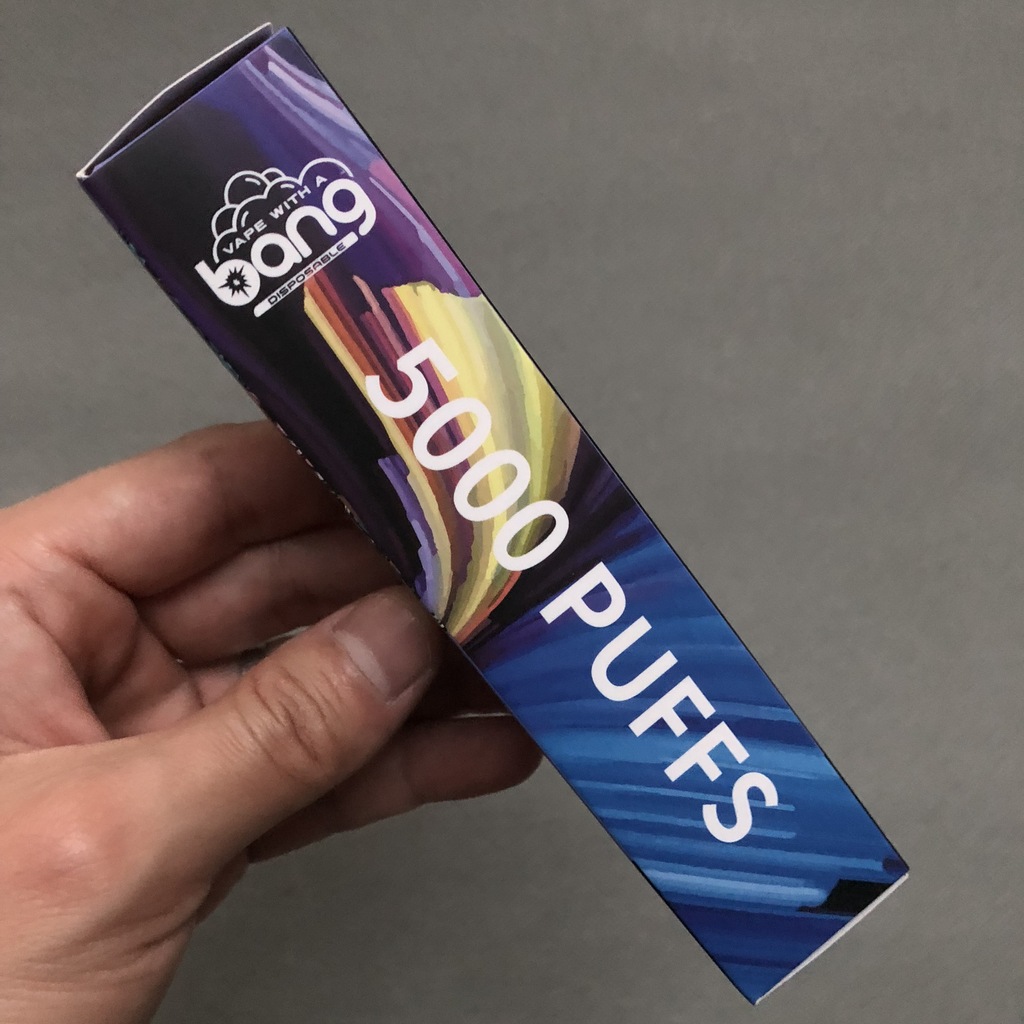 VAPE WITH A
bang
DISPOSABLE
5000 PUFFS